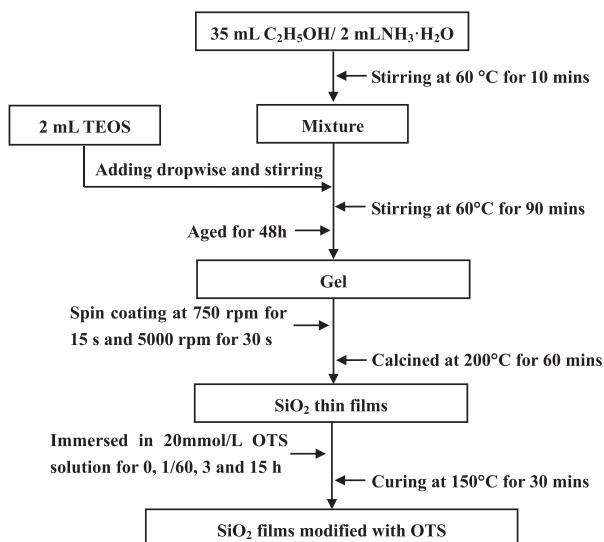 35 mL C₂H₅OH/ 2 mLNH₃·H₂O
Stirring at 60 °C for 10 mins
2 mL TEOS
Mixture
Adding dropwise and stirring
Stirring at 60°C for 90 mins
Aged for 48h
Gel
Spin coating at 750 rpm for
15 s and 5000 rpm for 30 s
Calcined at 200°C for 60 mins
SiO₂ thin films
Immersed in 20mmol/L OTS
solution for 0, 1/60, 3 and 15 h
Curing at 150°C for 30 mins
SiO₂ films modified with OTS